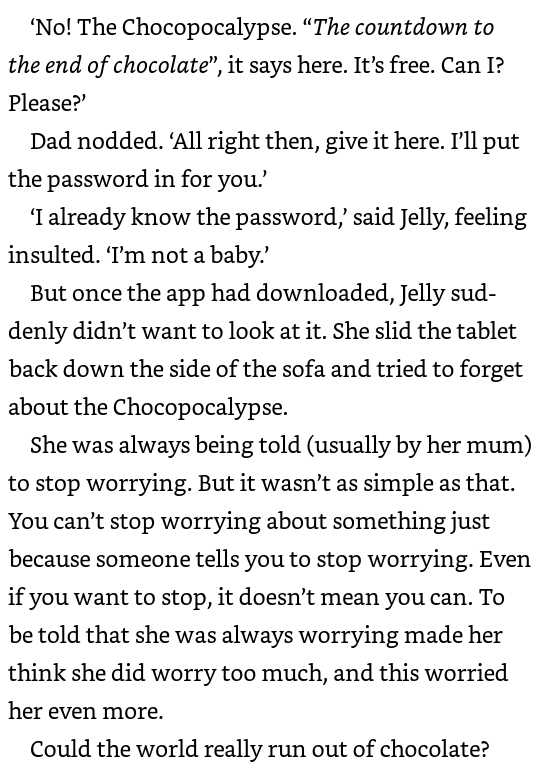 ‘No! The Chocopocalypse. “The countdown to
the end of chocolate”, it says here. It’s free. Can I?
Please?’
Dad nodded. ‘All right then, give it here. I’ll put
the password in for you.’
‘I already know the password,’ said Jelly, feeling
insulted. ‘I’m not a baby.’
But once the app had downloaded, Jelly sud-
denly didn’t want to look at it. She slid the tablet
back down the side of the sofa and tried to forget
about the Chocopocalypse.
She was always being told (usually by her mum)
to stop worrying. But it wasn’t as simple as that.
You can’t stop worrying about something just
because someone tells you to stop worrying. Even
if you want to stop, it doesn’t mean you can. To
be told that she was always worrying made her
think she did worry too much, and this worried
her even more.
Could the world really run out of chocolate?